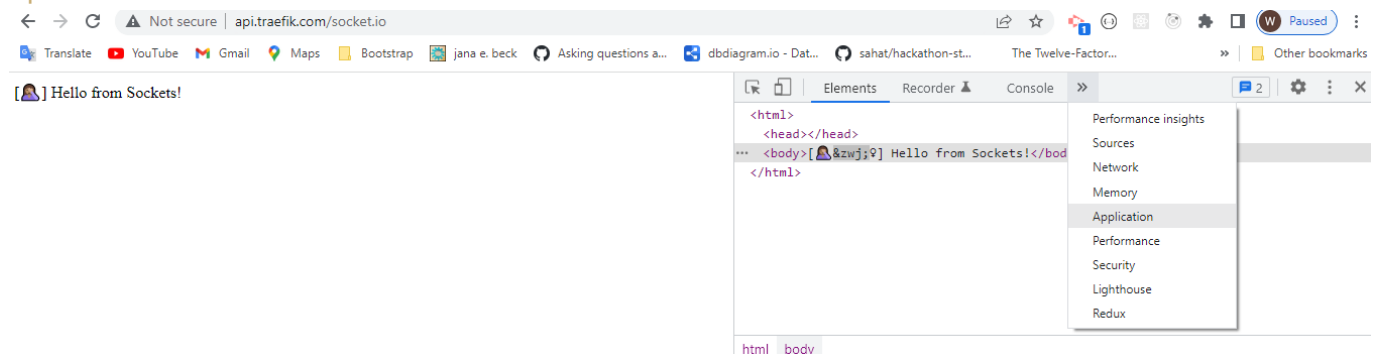 Not secure | api.traefik.com/socket.io
1
W Paused
Translate YouTube Gmail Maps Bootstrap jana e. beck Asking questions a... dbdiagram.io - Dat... sahat/hackathon-st... The Twelve-Factor... » Other bookmarks
[🤦🏾‍♀] Hello from Sockets!
Elements Recorder Console » 2
<html>
<head></head>
... <body>[🤦🏾&zwj;♀] Hello from Sockets!</bod
</html>
Performance insights
Sources
Network
Memory
Application
Performance
Security
Lighthouse
Redux
html body